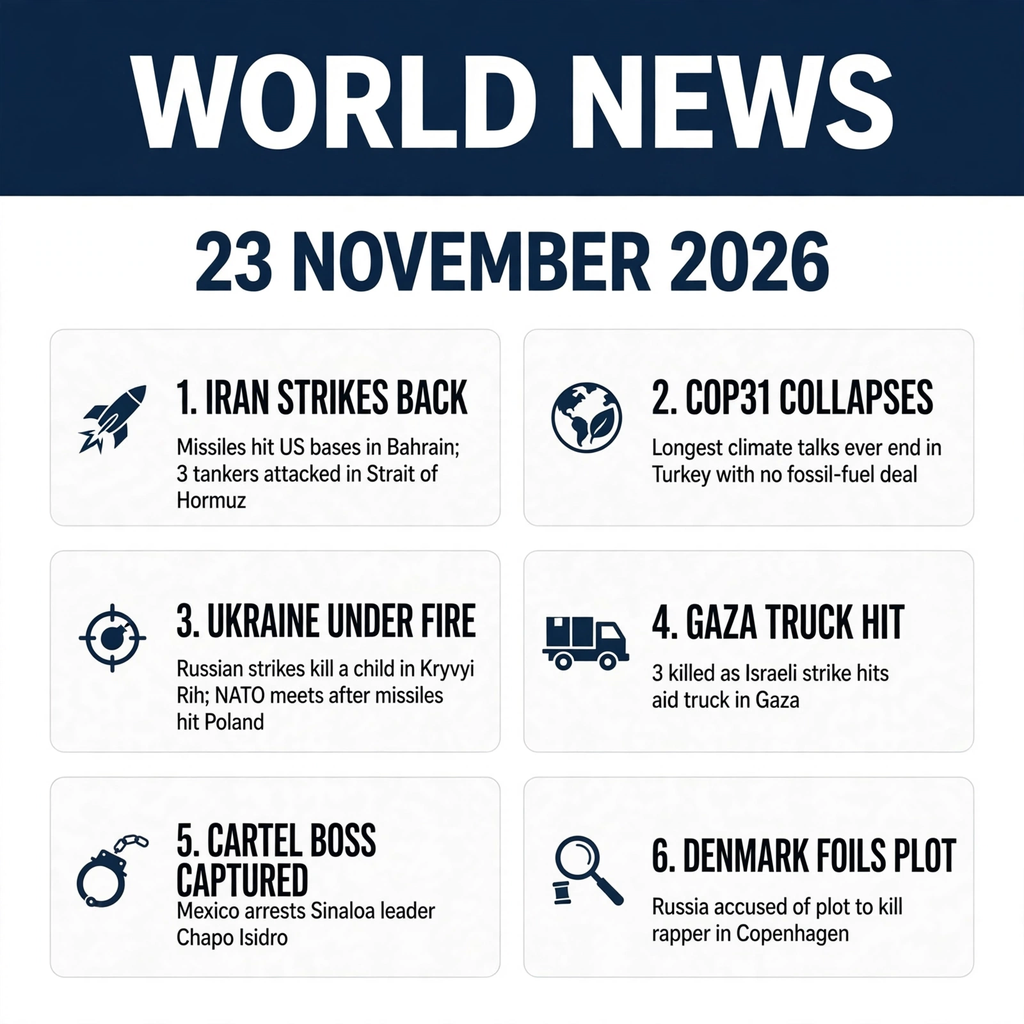 WORLD NEWS
23 NOVEMBER 2026
1. IRAN STRIKES BACK
Missiles hit US bases in Bahrain;
3 tankers attacked in Strait of
Hormuz
2. COP31 COLLAPSES
Longest climate talks ever end in
Turkey with no fossil-fuel deal
3. UKRAINE UNDER FIRE
Russian strikes kill a child in Kryvyi
Rih; NATO meets after missiles
hit Poland
4. GAZA TRUCK HIT
3 killed as Israeli strike hits
aid truck in Gaza
5. CARTEL BOSS
CAPTURED
Mexico arrests Sinaloa leader
Chapo Isidro
6. DENMARK FOILS PLOT
Russia accused of plot to kill
rapper in Copenhagen